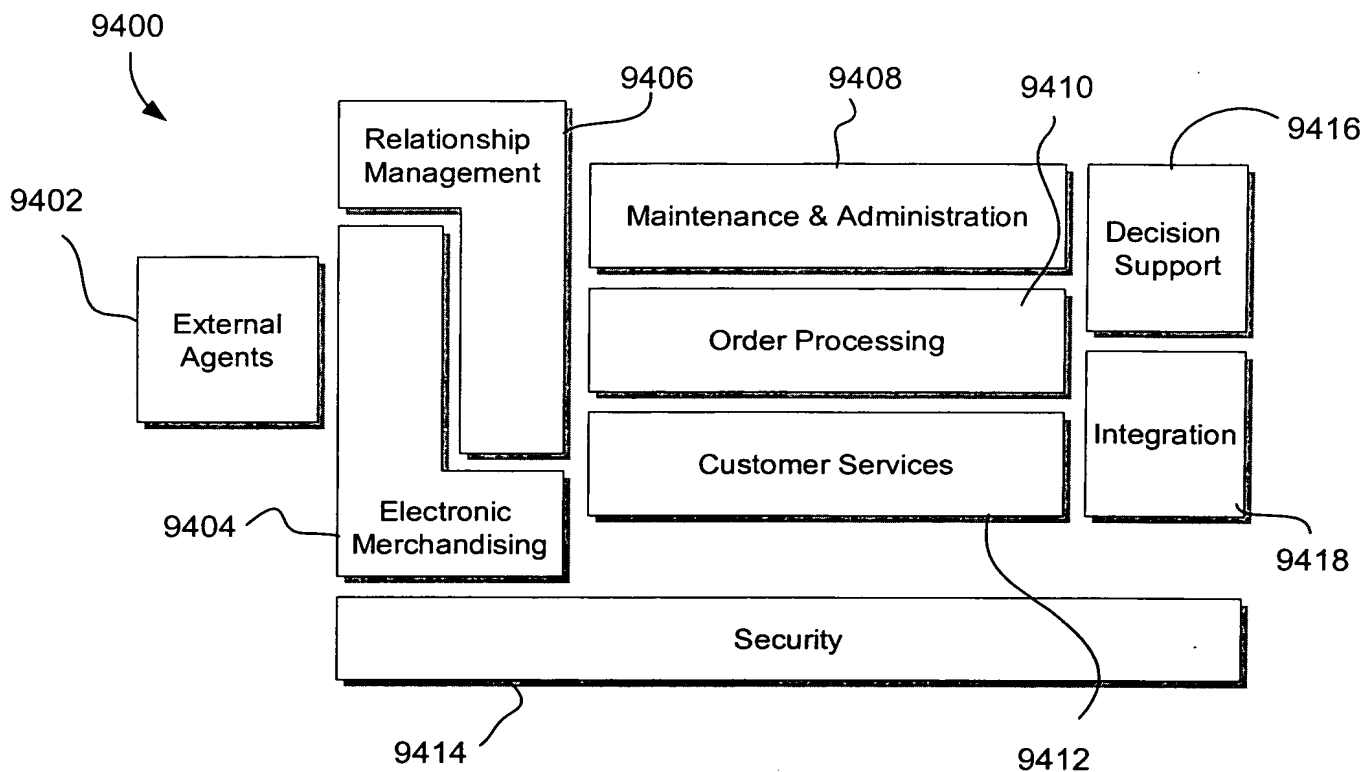 9400
9406
9408
9410
9416
Relationship
Management
9402
Maintenance & Administration
Decision
Support
External
Agents
Order Processing
Integration
Customer Services
9404
Electronic
Merchandising
9418
Security
9414
9412